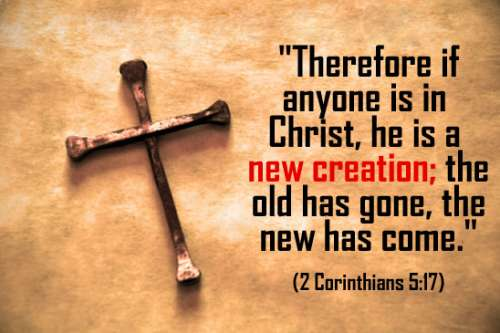 "Therefore if
anyone is in
Christ, he is a
new creation; the
old has gone, the
new has come."
(2 Corinthians 5:17)